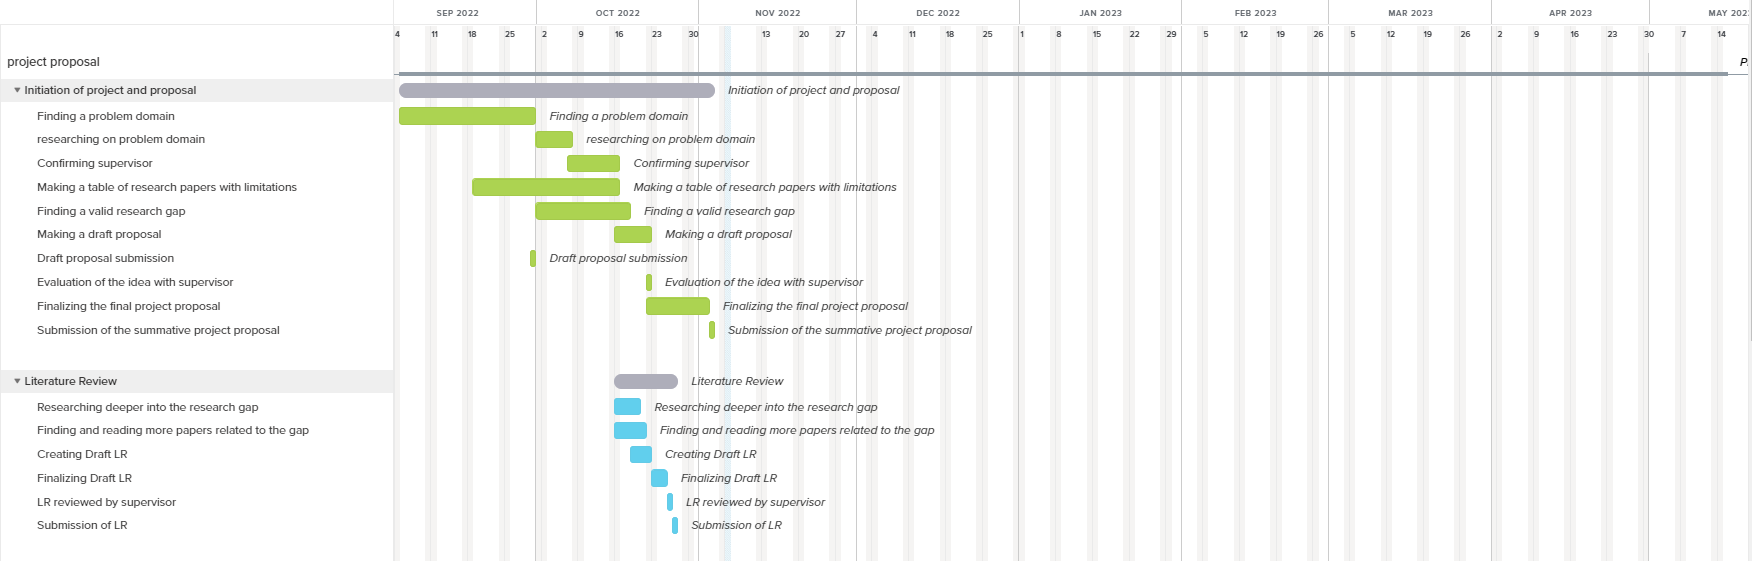 SEP 2022 OCT 2022 NOV 2022 DEC 2022 JAN 2023 FEB 2023 MAR 2023 APR 2023 MAY 202
4 11 18 25 2 9 16 23 30 13 20 27 4 11 18 25 1 8 15 22 29 5 12 19 26 5 12 19 26 2 9 16 23 30 7 14
project proposal P.
Initiation of project and proposal Initiation of project and proposal
Finding a problem domain Finding a problem domain
researching on problem domain researching on problem domain
Confirming supervisor Confirming supervisor
Making a table of research papers with limitations Making a table of research papers with limitations
Finding a valid research gap Finding a valid research gap
Making a draft proposal Making a draft proposal
Draft proposal submission Draft proposal submission
Evaluation of the idea with supervisor Evaluation of the idea with supervisor
Finalizing the final project proposal Finalizing the final project proposal
Submission of the summative project proposal Submission of the summative project proposal
Literature Review Literature Review
Researching deeper into the research gap Researching deeper into the research gap
Finding and reading more papers related to the gap Finding and reading more papers related to the gap
Creating Draft LR Creating Draft LR
Finalizing Draft LR Finalizing Draft LR
LR reviewed by supervisor LR reviewed by supervisor
Submission of LR Submission of LR